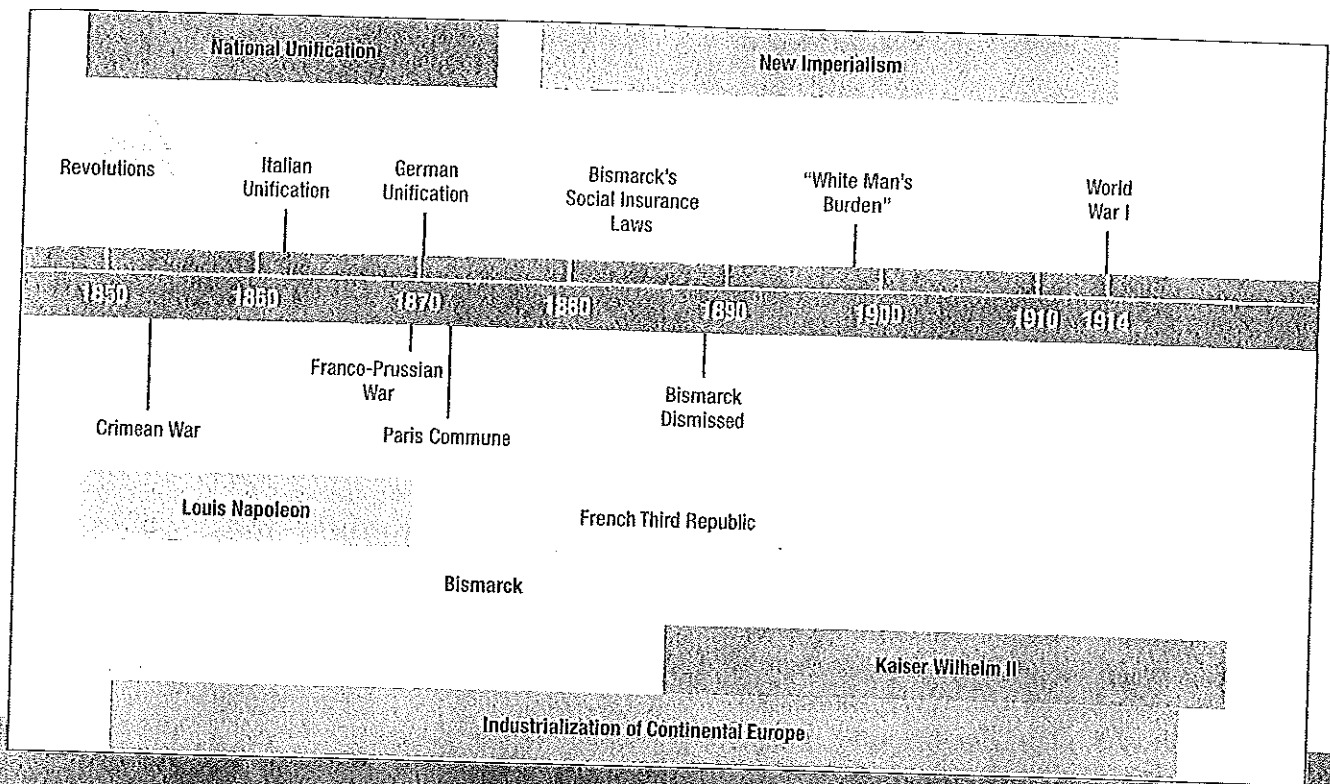 National Unification
New Imperialism
Revolutions
Italian
Unification
German
Unification
Bismarck's
Social Insurance
Laws
"White Man's
Burden"
World
War I
1850
1860
1870
1880
1890
1900
1910
1914
Franco-Prussian
War
Bismarck
Dismissed
Crimean War
Paris Commune
Louis Napoleon
French Third Republic
Bismarck
Kaiser Wilhelm II
Industrialization of Continental Europe